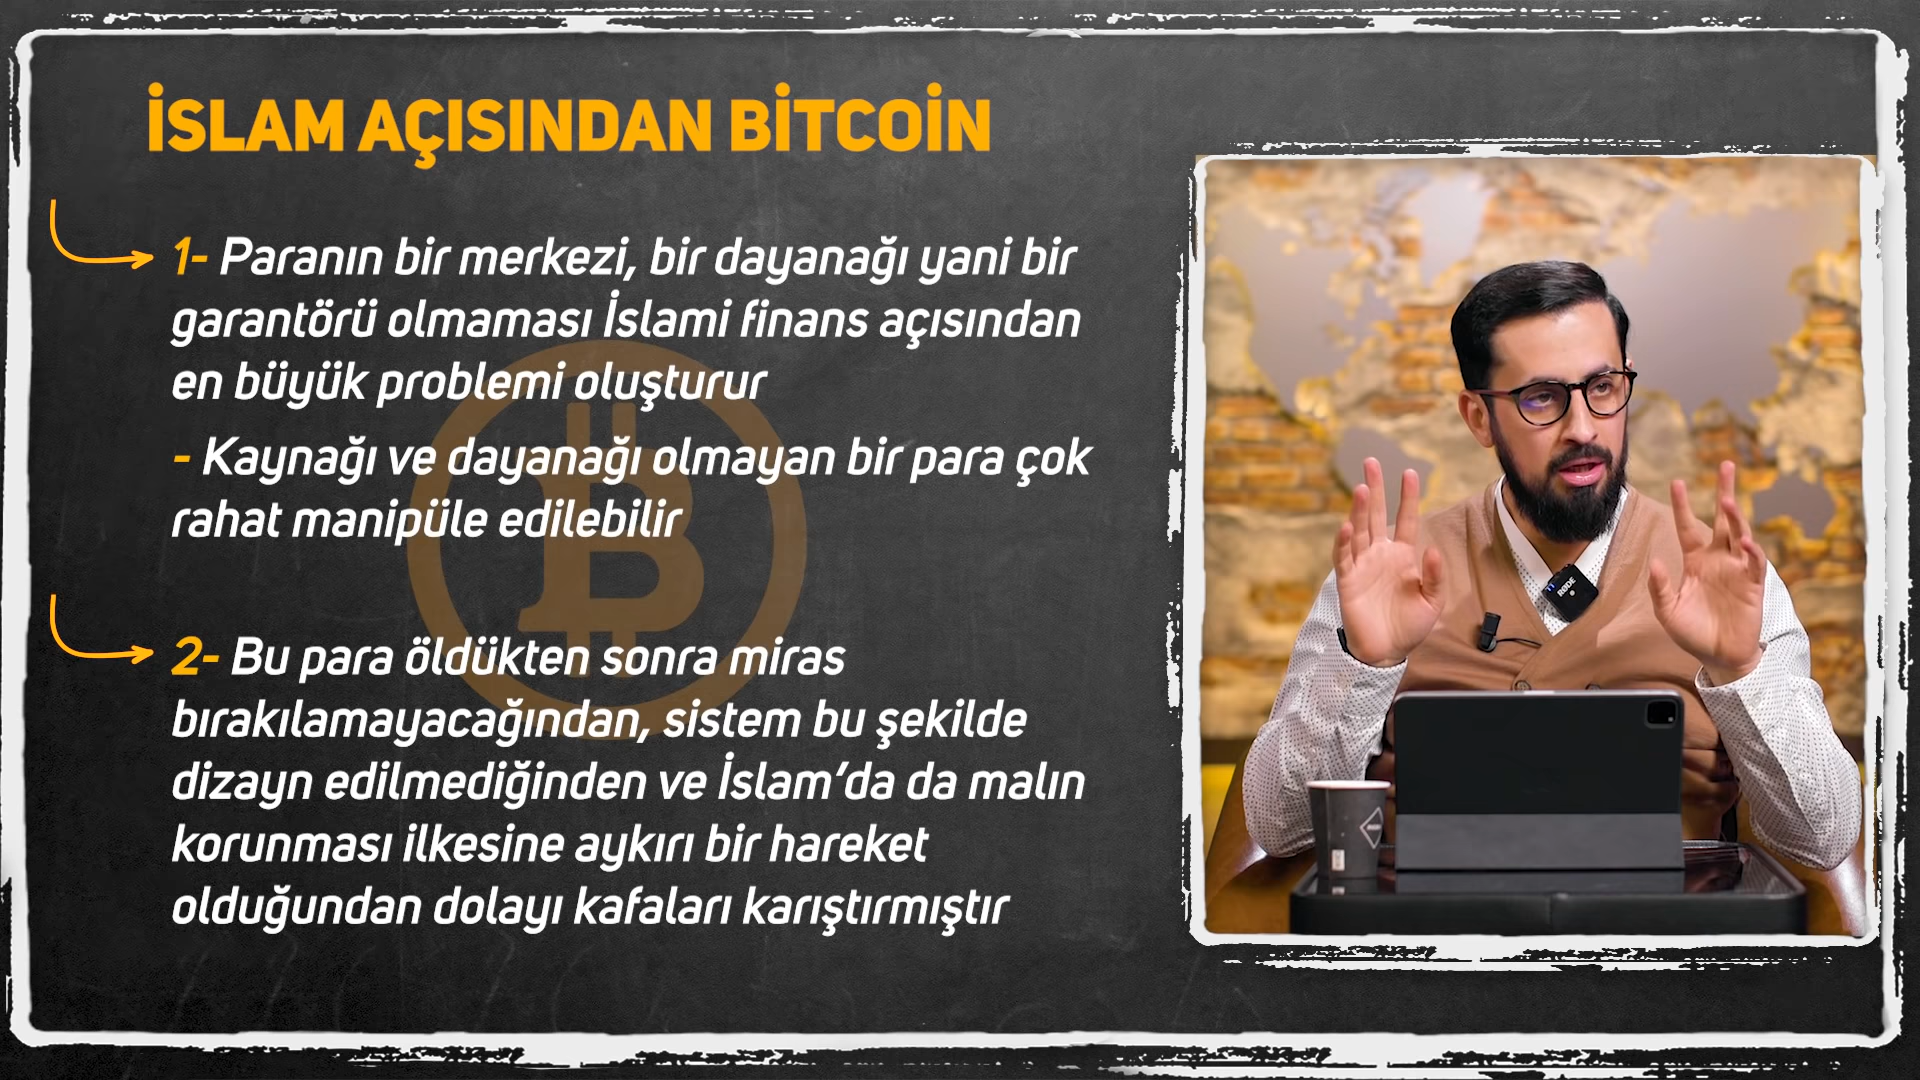 İSLAM AÇISINDAN BİTCOİN
1- Paranın bir merkezi, bir dayanağı yani bir
garantörü olmaması İslami finans açısından
en büyük problemi oluşturur
- Kaynağı ve dayanağı olmayan bir para çok
rahat manipüle edilebilir
2- Bu para öldükten sonra miras
bırakılamayacağından, sistem bu şekilde
dizayn edilmediğinden ve İslam'da da malın
korunması ilkesine aykırı bir hareket
olduğundan dolayı kafaları karıştırmıştır
RØDE